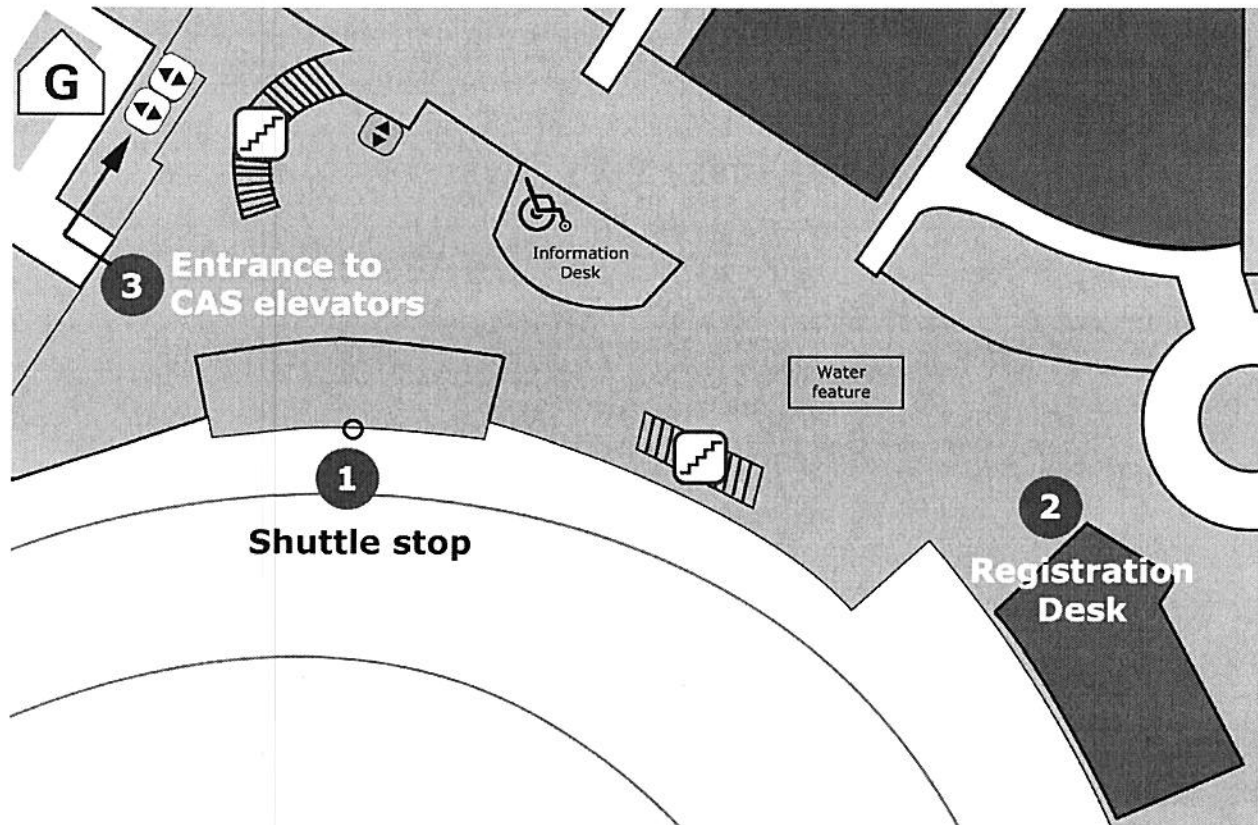 G
Information
Desk
3
Entrance to
CAS elevators
Water
feature
1
Shuttle stop
2
Registration
Desk